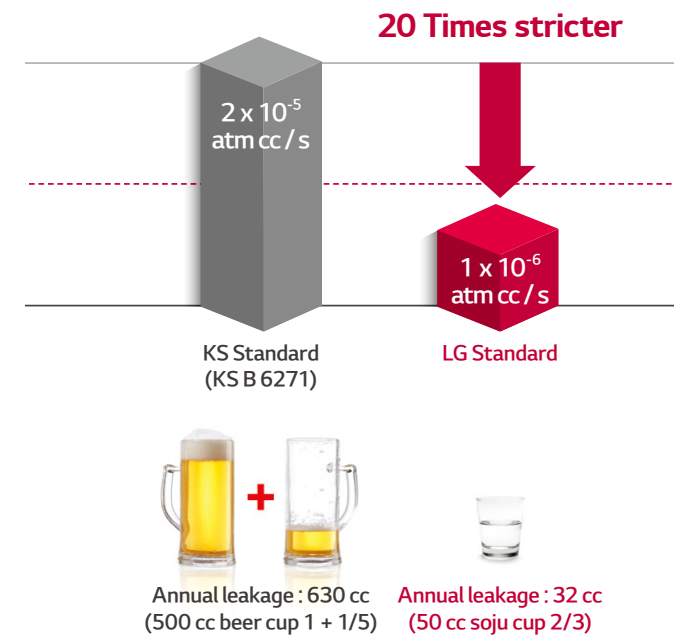 20 Times stricter
2 x 10⁻⁵
atm cc / s
1 x 10⁻⁶
atm cc / s
KS Standard
(KS B 6271)
LG Standard
+
Annual leakage : 630 cc
(500 cc beer cup 1 + 1/5)
Annual leakage : 32 cc
(50 cc soju cup 2/3)